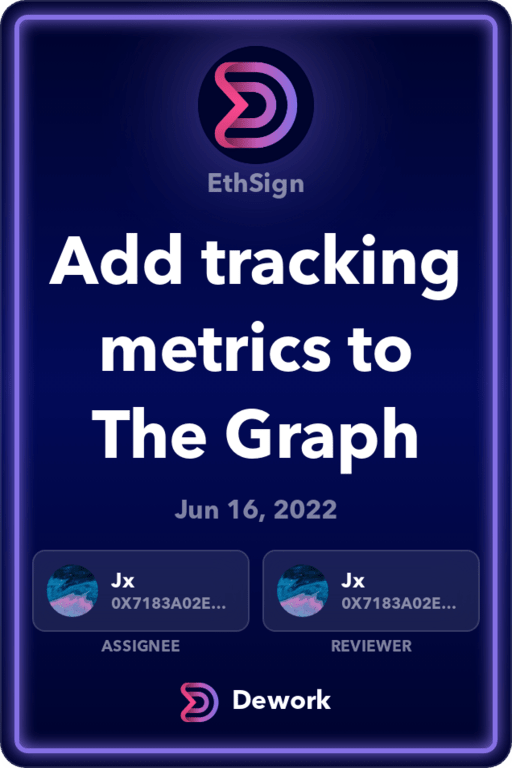 EthSign
Add tracking
metrics to
The Graph
Jun 16, 2022
Jx
0X7183A02E...
ASSIGNEE
Jx
0X7183A02E...
REVIEWER
Dework